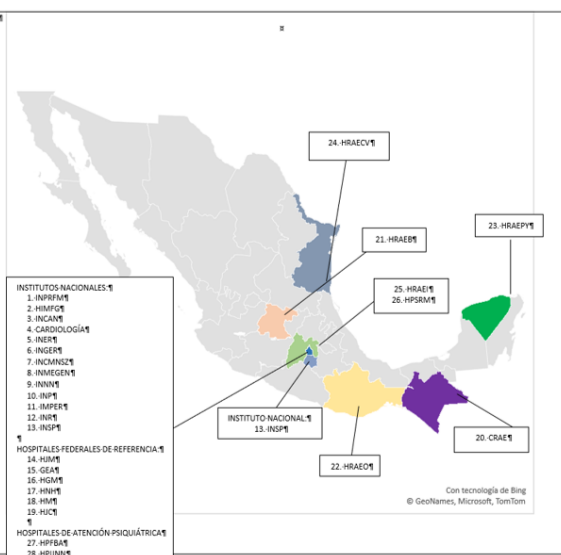 24.·HRAECV¶
23.·HRAEPY¶
21.·HRAEB¶
25.·HRAEI¶
26.·HPSRM¶
INSTITUTOS·NACIONALES:¶
1.·INPRFM¶
2.·HIMFG¶
3.·INCAN¶
4.·CARDIOLOGÍA¶
5.·INER¶
6.·INGER¶
7.·INCMNSZ¶
8.·INMEGEN¶
9.·INNN¶
10.·INP¶
11.·IMPER¶
12.·INR¶
13.·INSP¶
¶
HOSPITALES·FEDERALES·DE·REFERENCIA:¶
14.·HJM¶
15.·GEA¶
16.·HGM¶
17.·HNH¶
18.·HM¶
19.·HJC¶
¶
HOSPITALES·DE·ATENCIÓN·PSIQUIÁTRICA¶
27.·HPFBA¶
28.·HPIJNN¶
INSTITUTO·NACIONAL:¶
13.·INSP¶
22.·HRAEO¶
20.·CRAE¶
Con tecnología de Bing
© GeoNames, Microsoft, TomTom